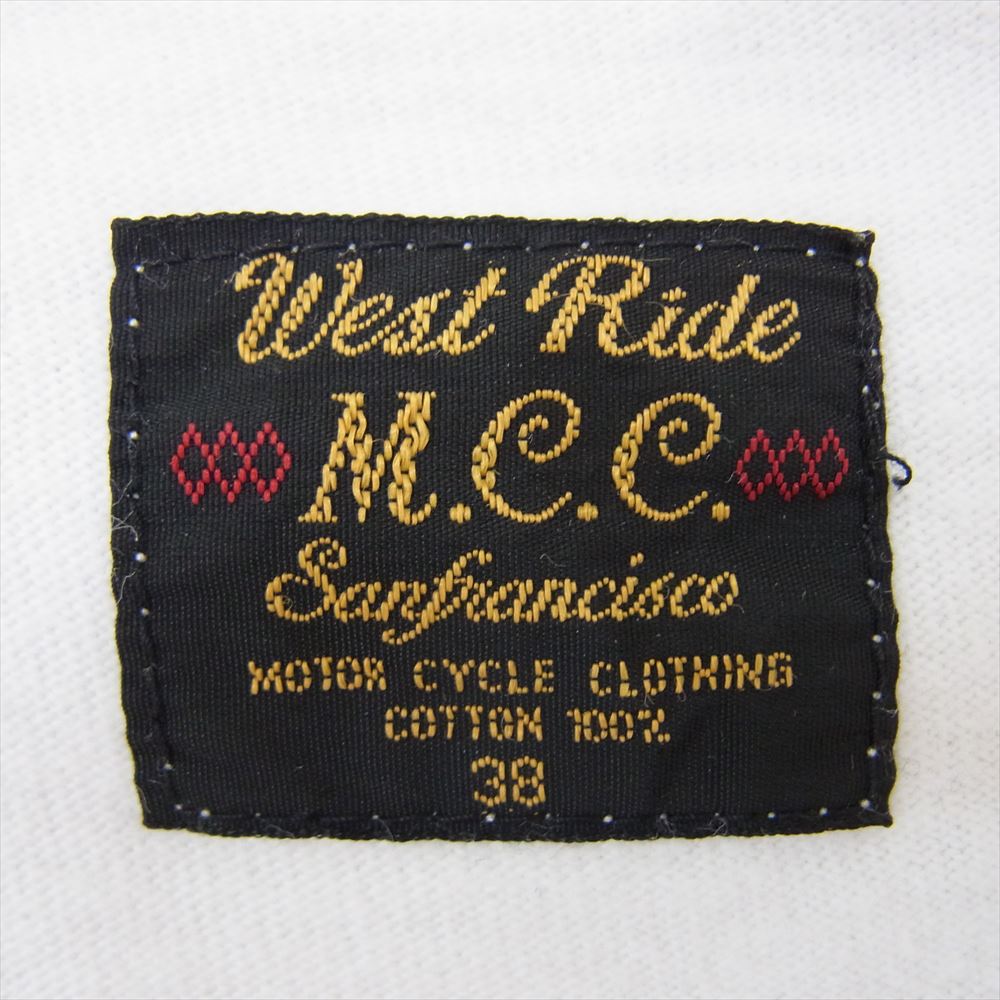 West Ride
M.C.C.
Sanfrancisco
MOTOR CYCLE CLOTHING
COTTON 100%
38